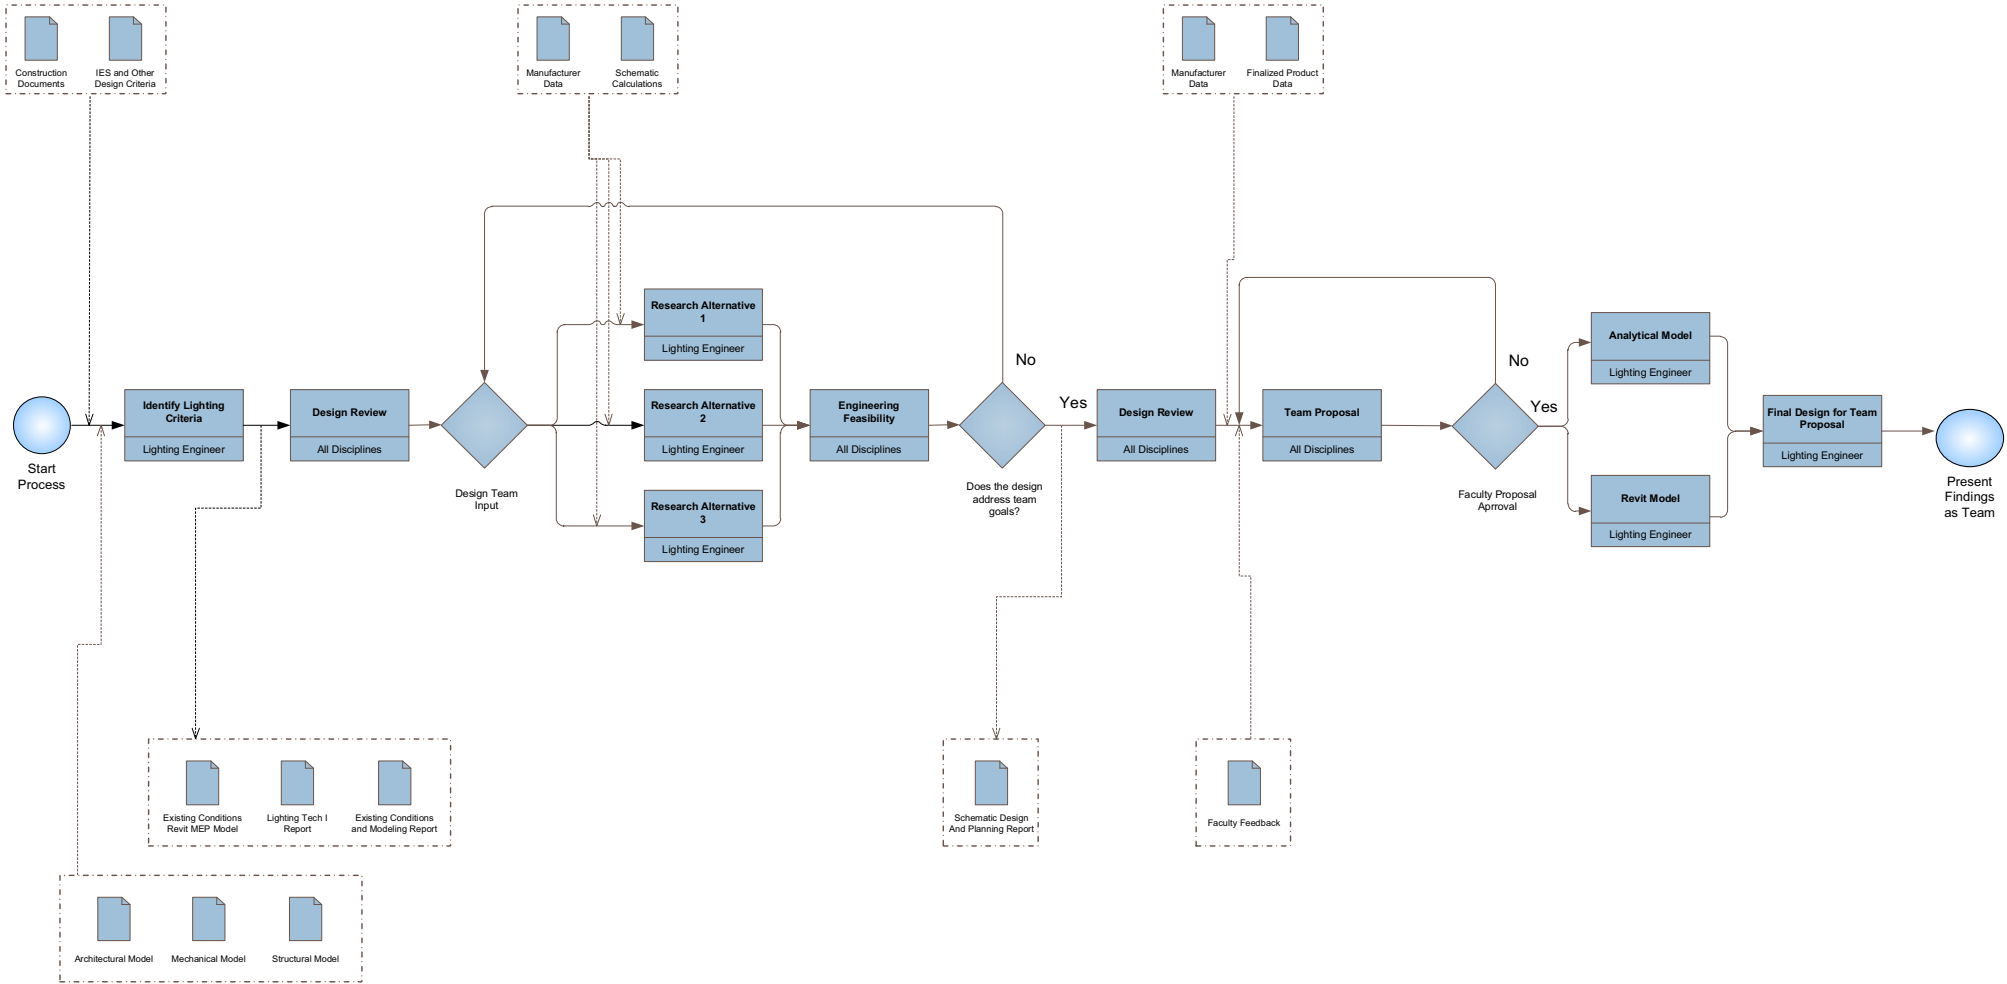 Construction
Documents
IES and Other
Design Criteria
Manufacturer
Data
Schematic
Calculations
Manufacturer
Data
Finalized Product
Data
Start
Process
Identify Lighting
Criteria
Lighting Engineer
Design Review
All Disciplines
Design Team
Input
Research Alternative
1
Lighting Engineer
Research Alternative
2
Lighting Engineer
Research Alternative
3
Lighting Engineer
Engineering
Feasibility
All Disciplines
No
Yes
Does the design
address team
goals?
Design Review
All Disciplines
Team Proposal
All Disciplines
No
Yes
Faculty Proposal
Aprroval
Analytical Model
Lighting Engineer
Revit Model
Lighting Engineer
Final Design for Team
Proposal
Lighting Engineer
Present
Findings
as Team
Existing Conditions
Revit MEP Model
Lighting Tech I
Report
Existing Conditions
and Modeling Report
Schematic Design
And Planning Report
Faculty Feedback
Architectural Model
Mechanical Model
Structural Model